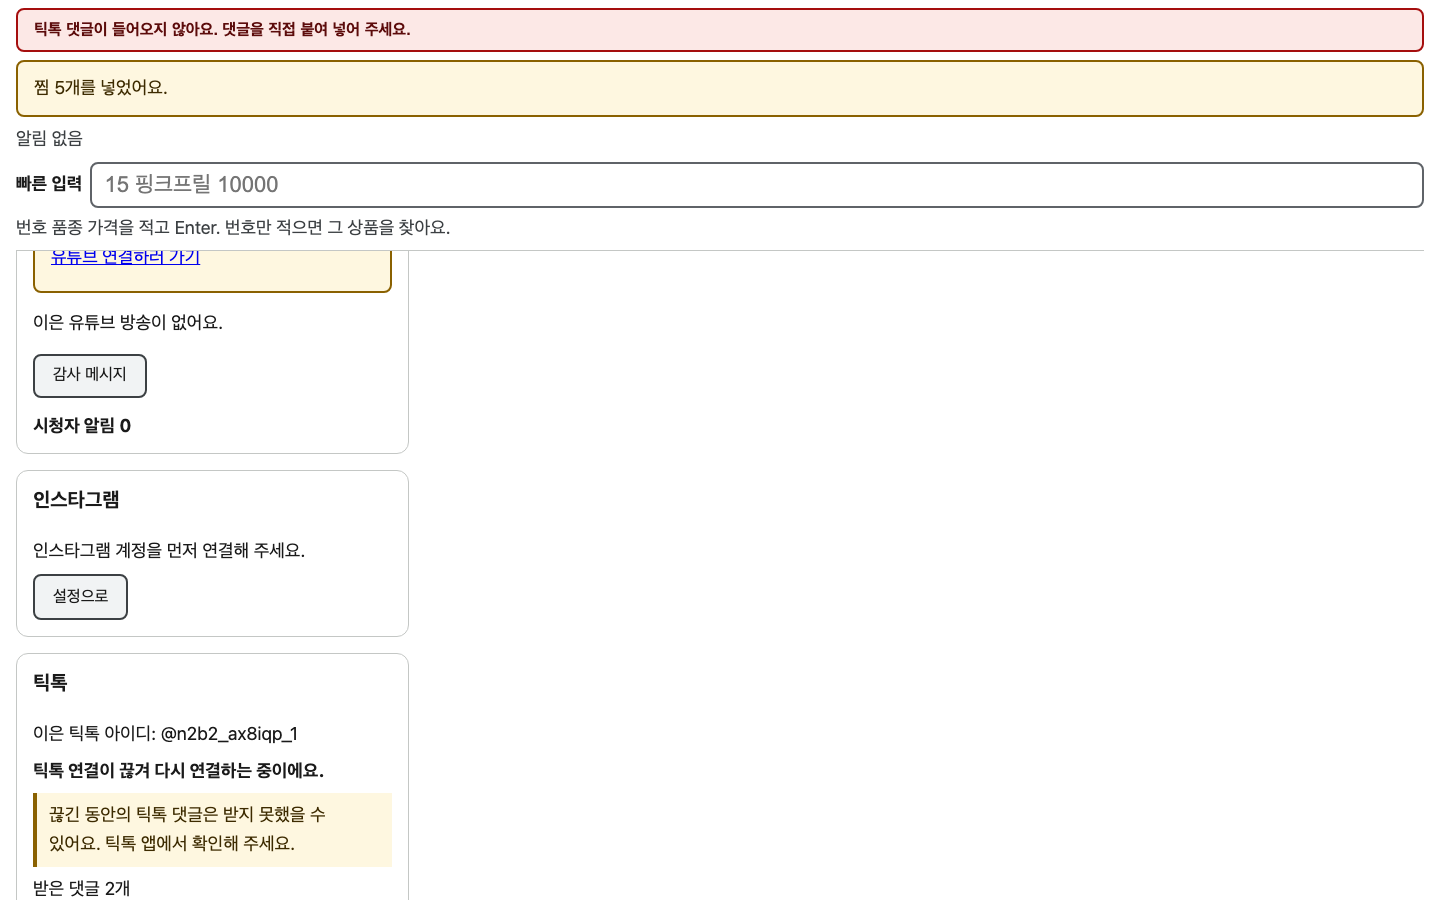 틱톡 댓글이 들어오지 않아요. 댓글을 직접 붙여 넣어 주세요.
찜 5개를 넣었어요.
알림 없음
빠른 입력
15 핑크프릴 10000
번호 품종 가격을 적고 Enter. 번호만 적으면 그 상품을 찾아요.
유튜브 연결하러 가기
이은 유튜브 방송이 없어요.
감사 메시지
시청자 알림 0
인스타그램
인스타그램 계정을 먼저 연결해 주세요.
설정으로
틱톡
이은 틱톡 아이디: @n2b2_ax8iqp_1
틱톡 연결이 끊겨 다시 연결하는 중이에요.
끊긴 동안의 틱톡 댓글은 받지 못했을 수
있어요. 틱톡 앱에서 확인해 주세요.
받은 댓글 2개